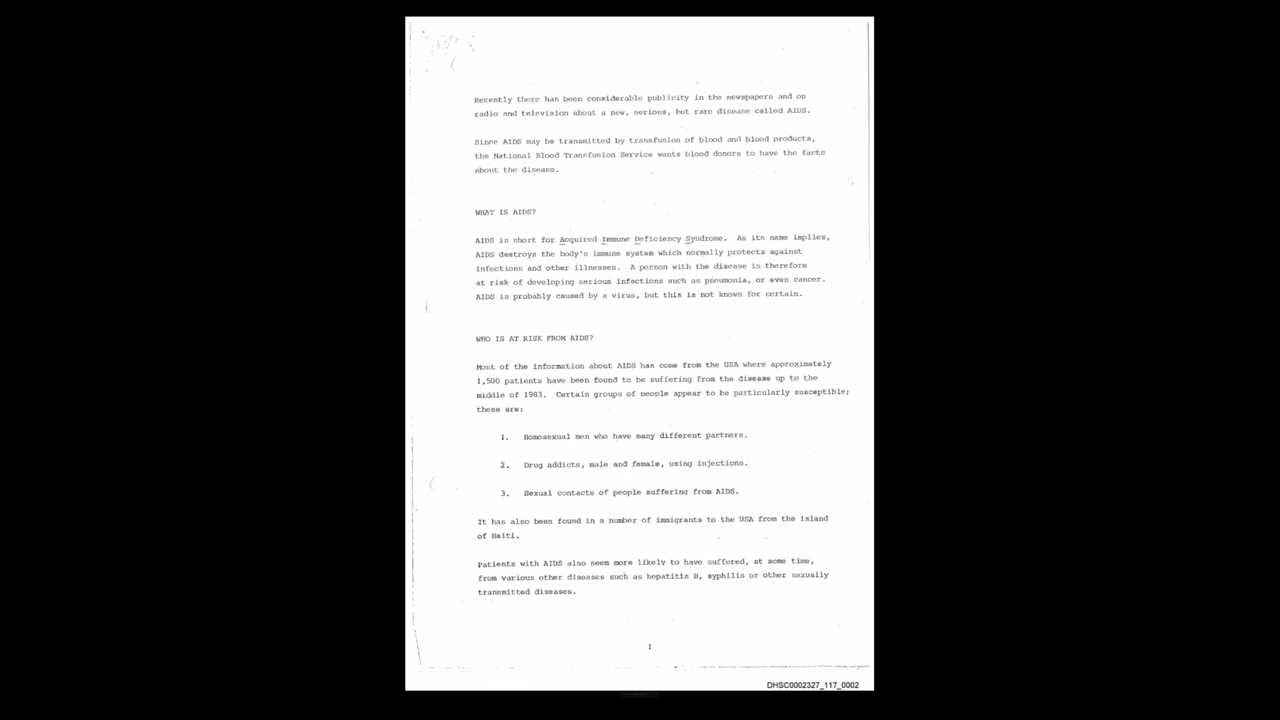 Recently there has been considerable publicity in the newspapers and on
radio and television about a new, serious, but rare disease called AIDS.
Since AIDS may be transmitted by transfusion of blood and blood products,
the National Blood Transfusion Service wants blood donors to have the facts
about the disease.
WHAT IS AIDS?
AIDS is short for Acquired Immune Deficiency Syndrome. As its name implies,
AIDS destroys the body's immune system which normally protects against
infections and other illnesses. A person with the disease is therefore
at risk of developing serious infections such as pneumonia, or even cancer.
AIDS is probably caused by a virus, but this is not known for certain.
WHO IS AT RISK FROM AIDS?
Most of the information about AIDS has come from the USA where approximately
1,500 patients have been found to be suffering from the disease up to the
middle of 1983. Certain groups of people appear to be particularly susceptible;
these are:
1. Homosexual men who have many different partners.
2. Drug addicts, male and female, using injections.
3. Sexual contacts of people suffering from AIDS.
It has also been found in a number of immigrants to the USA from the island
of Haiti.
Patients with AIDS also seem more likely to have suffered, at some time,
from various other diseases such as hepatitis B, syphilis or other sexually
transmitted diseases.
1
DHSC0002327_117_0002